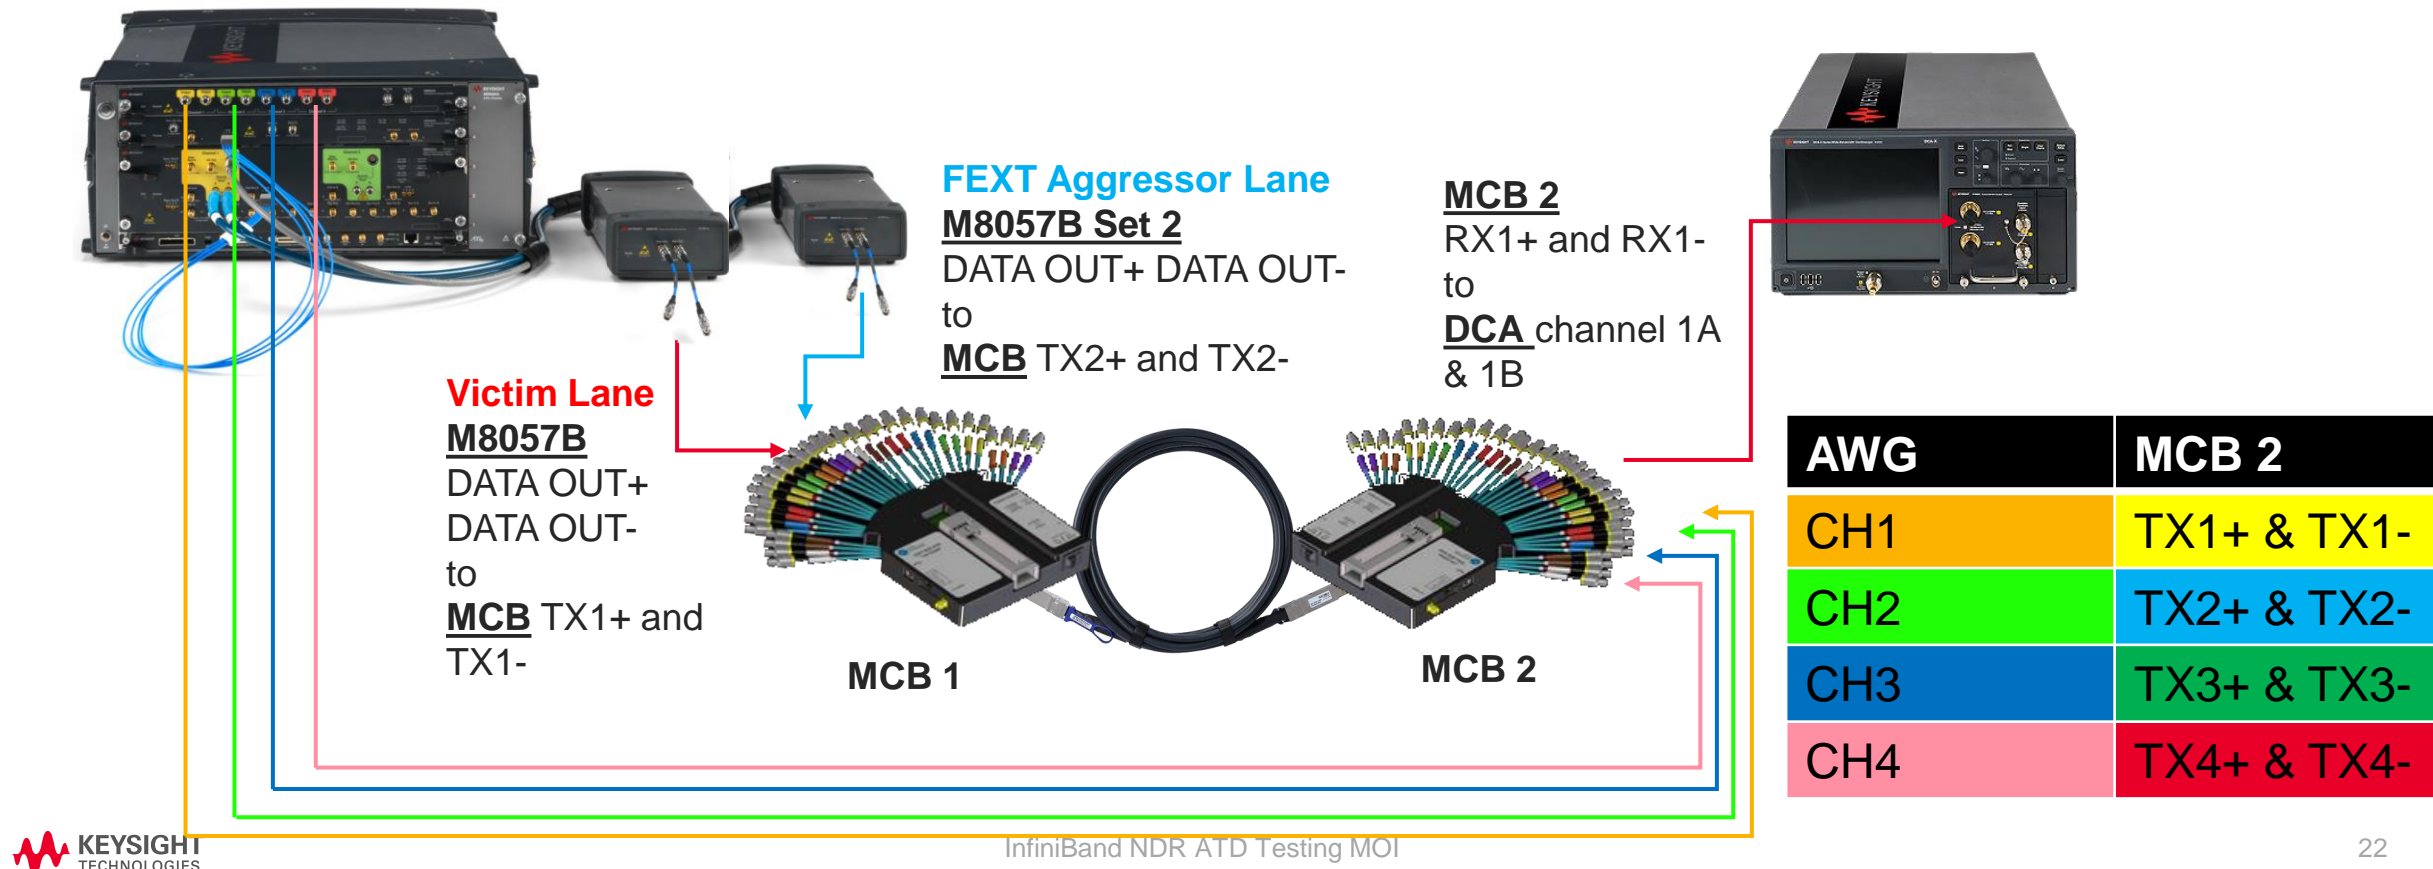 FEXT Aggressor Lane
M8057B Set 2
DATA OUT+ DATA OUT-
to
MCB TX2+ and TX2-
MCB 2
RX1+ and RX1-
to
DCA channel 1A
& 1B
Victim Lane
M8057B
DATA OUT+
DATA OUT-
to
MCB TX1+ and
TX1-
MCB 1
MCB 2
AWG MCB 2
CH1 TX1+ & TX1-
CH2 TX2+ & TX2-
CH3 TX3+ & TX3-
CH4 TX4+ & TX4-
KEYSIGHT
TECHNOLOGIES
InfiniBand NDR ATD Testing MOI
22
KEYSIGHT
KEYSIGHT